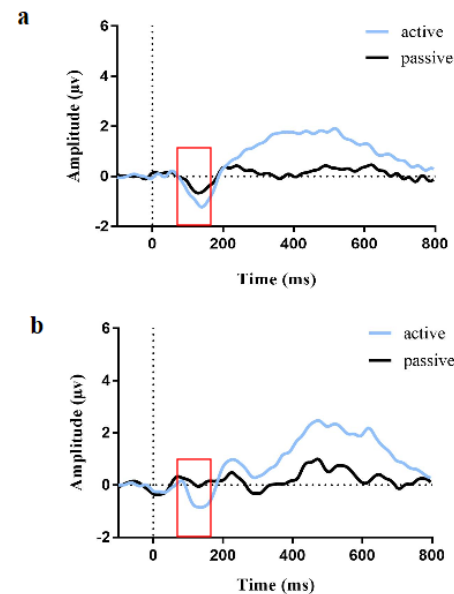 a
active
passive
6
4
2
0
-2
Amplitude (μv)
0 200 400 600 800
Time (ms)
b
active
passive
6
4
2
0
-2
Amplitude (μv)
0 200 400 600 800
Time (ms)